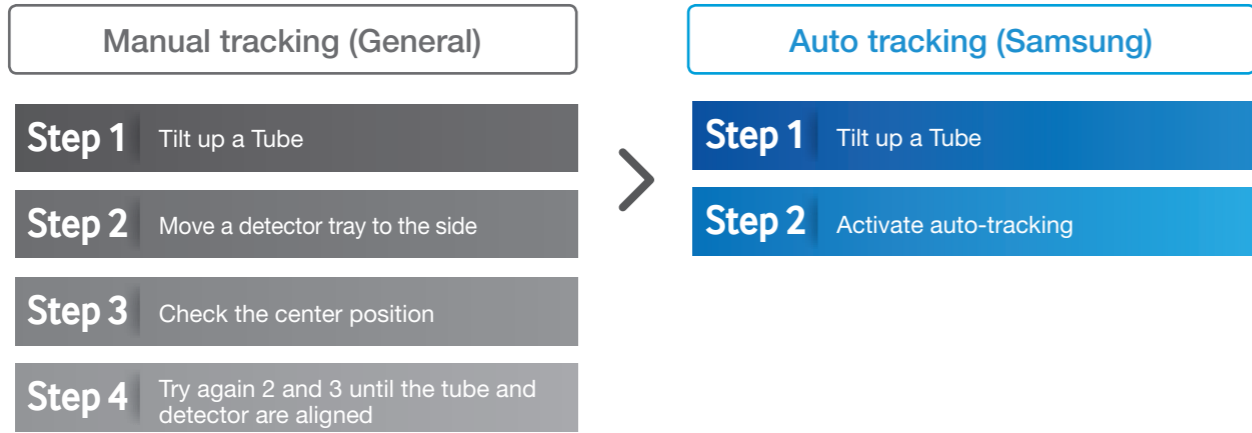 Manual tracking (General)
Step 1 Tilt up a Tube
Step 2 Move a detector tray to the side
Step 3 Check the center position
Step 4 Try again 2 and 3 until the tube and
detector are aligned
Auto tracking (Samsung)
Step 1 Tilt up a Tube
Step 2 Activate auto-tracking